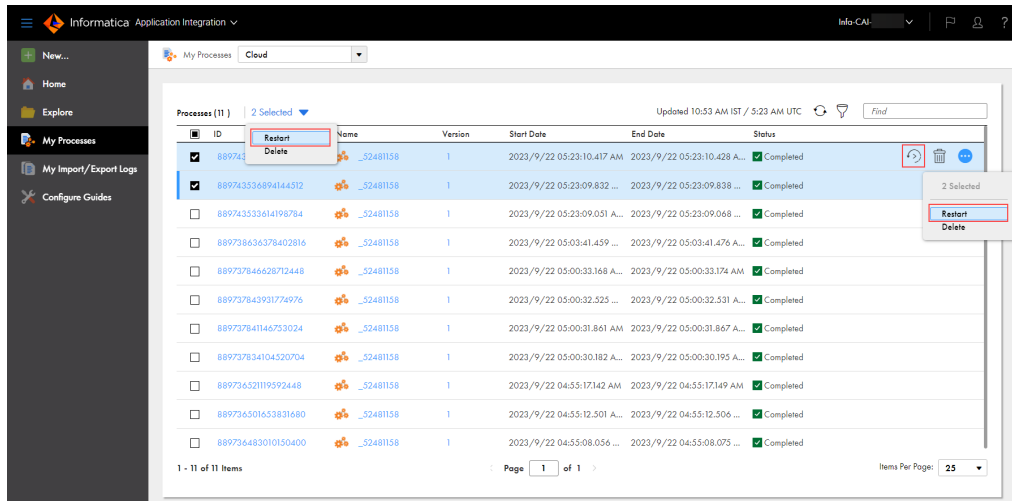 Informatica Application Integration
Info-CAI-
?
New...
Home
Explore
My Processes
My Import/Export Logs
Configure Guides
My Processes Cloud
Processes (11 ) 2 Selected
Updated 10:53 AM IST / 5:23 AM UTC
Find
Restart
Delete
ID Name Version Start Date End Date Status
889743 _52481158 1 2023/9/22 05:23:10.417 AM 2023/9/22 05:23:10.428 A... Completed
889743536894144512 _52481158 1 2023/9/22 05:23:09.832 ... 2023/9/22 05:23:09.838 ... Completed
2 Selected
Restart
Delete
889743533614198784 _52481158 1 2023/9/22 05:23:09.051 A... 2023/9/22 05:23:09.068 ... Completed
889738636378402816 _52481158 1 2023/9/22 05:03:41.459 ... 2023/9/22 05:03:41.476 A... Completed
889737846628712448 _52481158 1 2023/9/22 05:00:33.168 A... 2023/9/22 05:00:33.174 AM Completed
889737843931774976 _52481158 1 2023/9/22 05:00:32.525 ... 2023/9/22 05:00:32.531 A... Completed
889737841146753024 _52481158 1 2023/9/22 05:00:31.861 AM 2023/9/22 05:00:31.867 A... Completed
889737834104520704 _52481158 1 2023/9/22 05:00:30.182 A... 2023/9/22 05:00:30.195 A... Completed
889736521119592448 _52481158 1 2023/9/22 04:55:17.142 AM 2023/9/22 04:55:17.149 AM Completed
889736501653831680 _52481158 1 2023/9/22 04:55:12.501 A... 2023/9/22 04:55:12.506 ... Completed
889736483010150400 _52481158 1 2023/9/22 04:55:08.056 ... 2023/9/22 04:55:08.075 ... Completed
1 - 11 of 11 Items
Page 1 of 1
Items Per Page: 25